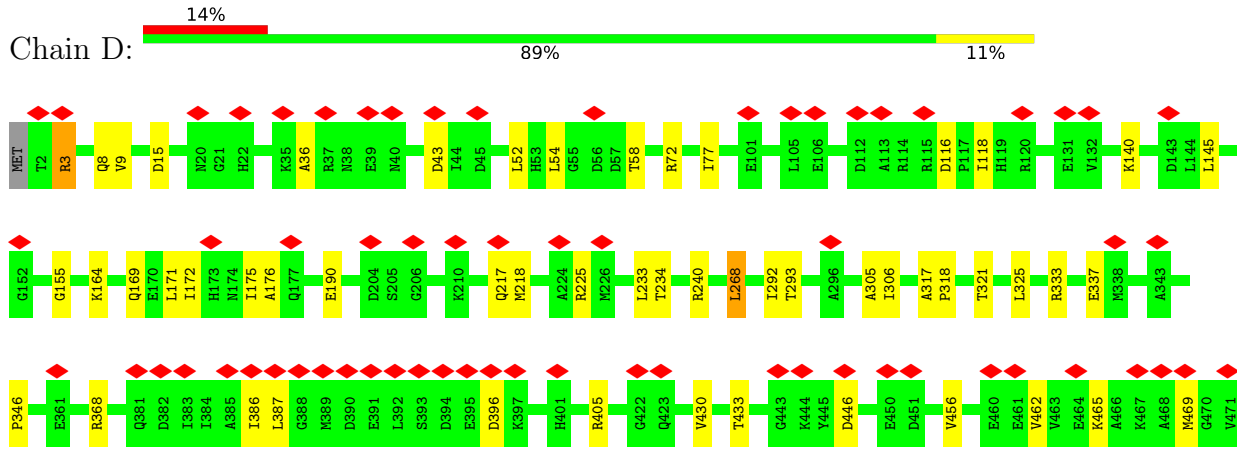 14%
Chain D:
89% 11%
MET T2 R3 Q8 V9 D15 N20 G21 H22 K35 A36 R37 N38 E39 N40 D43 I44 D45 L52 H53 L54 G55 D56 D57 T58 R72 I77 E101 L105 E106 D112 A113 R114 R115 D116 P117 I118 H119 R120 E131 V132 K140 D143 L144 L145
G152 G155 K164 Q169 E170 L171 I172 H173 N174 I175 A176 Q177 E190 D204 S205 G206 K210 Q217 M218 A224 R225 M226 L233 T234 R240 L268 I292 T293 A296 A305 I306 A317 P318 T321 L325 R333 E337 M338 A343
P346 E361 R368 Q381 D382 I383 I384 A385 I386 L387 G388 M389 D390 E391 L392 S393 D394 E395 D396 K397 H401 R405 G422 Q423 V430 T433 G443 K444 Y445 D446 E450 D451 V456 E460 E461 V462 V463 E464 K465 A466 K467 A468 M469 G470 V471